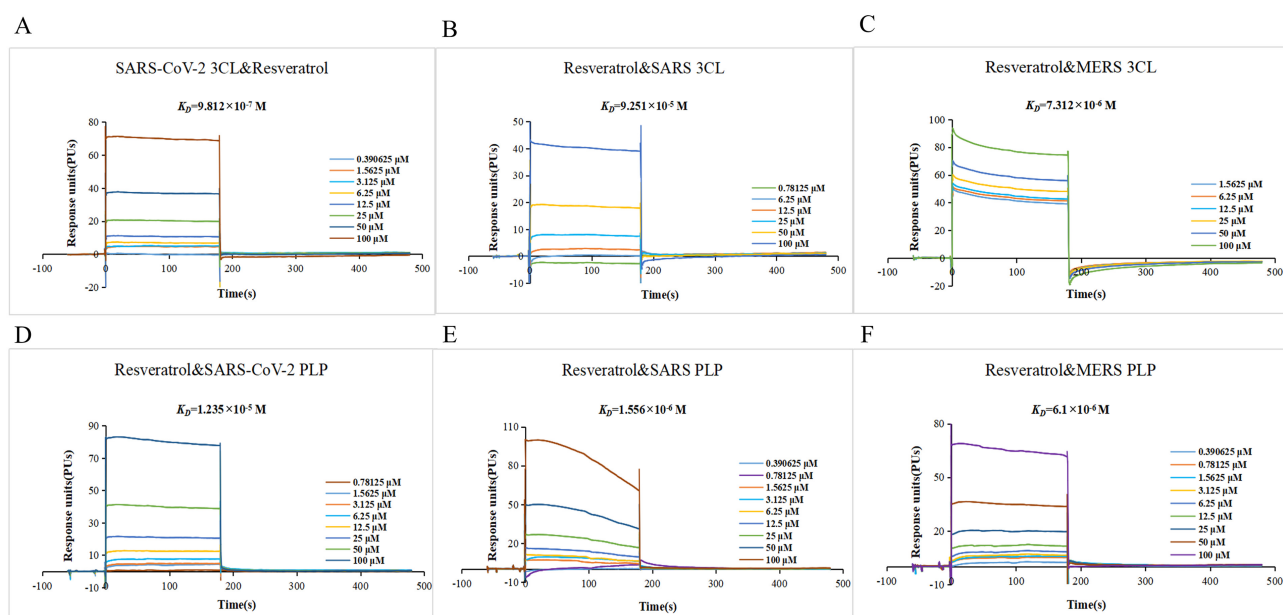 A
SARS-CoV-2 3CL&Resveratrol
K_D=9.812×10⁻⁷ M
Response units(PUs)
80
60
40
20
0
-20
-100
0
100
200
300
400
500
Time(s)
0.390625 μM
1.5625 μM
3.125 μM
6.25 μM
12.5 μM
25 μM
50 μM
100 μM
B
Resveratrol&SARS 3CL
K_D=9.251×10⁻⁵ M
Response units(PUs)
50
40
30
20
10
0
-10
-100
0
100
200
300
400
500
Time(s)
0.78125 μM
6.25 μM
12.5 μM
25 μM
50 μM
100 μM
C
Resveratrol&MERS 3CL
K_D=7.312×10⁻⁶ M
Response units(PUs)
100
80
60
40
20
0
-20
-100
0
100
200
300
400
500
Time(s)
1.5625 μM
6.25 μM
12.5 μM
25 μM
50 μM
100 μM
D
Resveratrol&SARS-CoV-2 PLP
K_D=1.235×10⁻⁵ M
Response units(PUs)
90
70
50
30
10
-10
-100
0
100
200
300
400
500
Time(s)
0.78125 μM
1.5625 μM
3.125 μM
6.25 μM
12.5 μM
25 μM
50 μM
100 μM
E
Resveratrol&SARS PLP
K_D=1.556×10⁻⁶ M
Response units(PUs)
110
80
50
20
-10
-100
0
100
200
300
400
500
Time(s)
0.390625 μM
0.78125 μM
1.5625 μM
3.125 μM
6.25 μM
12.5 μM
25 μM
50 μM
100 μM
F
Resveratrol&MERS PLP
K_D=6.1×10⁻⁶ M
Response units(PUs)
80
50
20
-10
-100
0
100
200
300
400
500
Time(s)
0.390625 μM
0.78125 μM
1.5625 μM
3.125 μM
6.25 μM
12.5 μM
25 μM
50 μM
100 μM